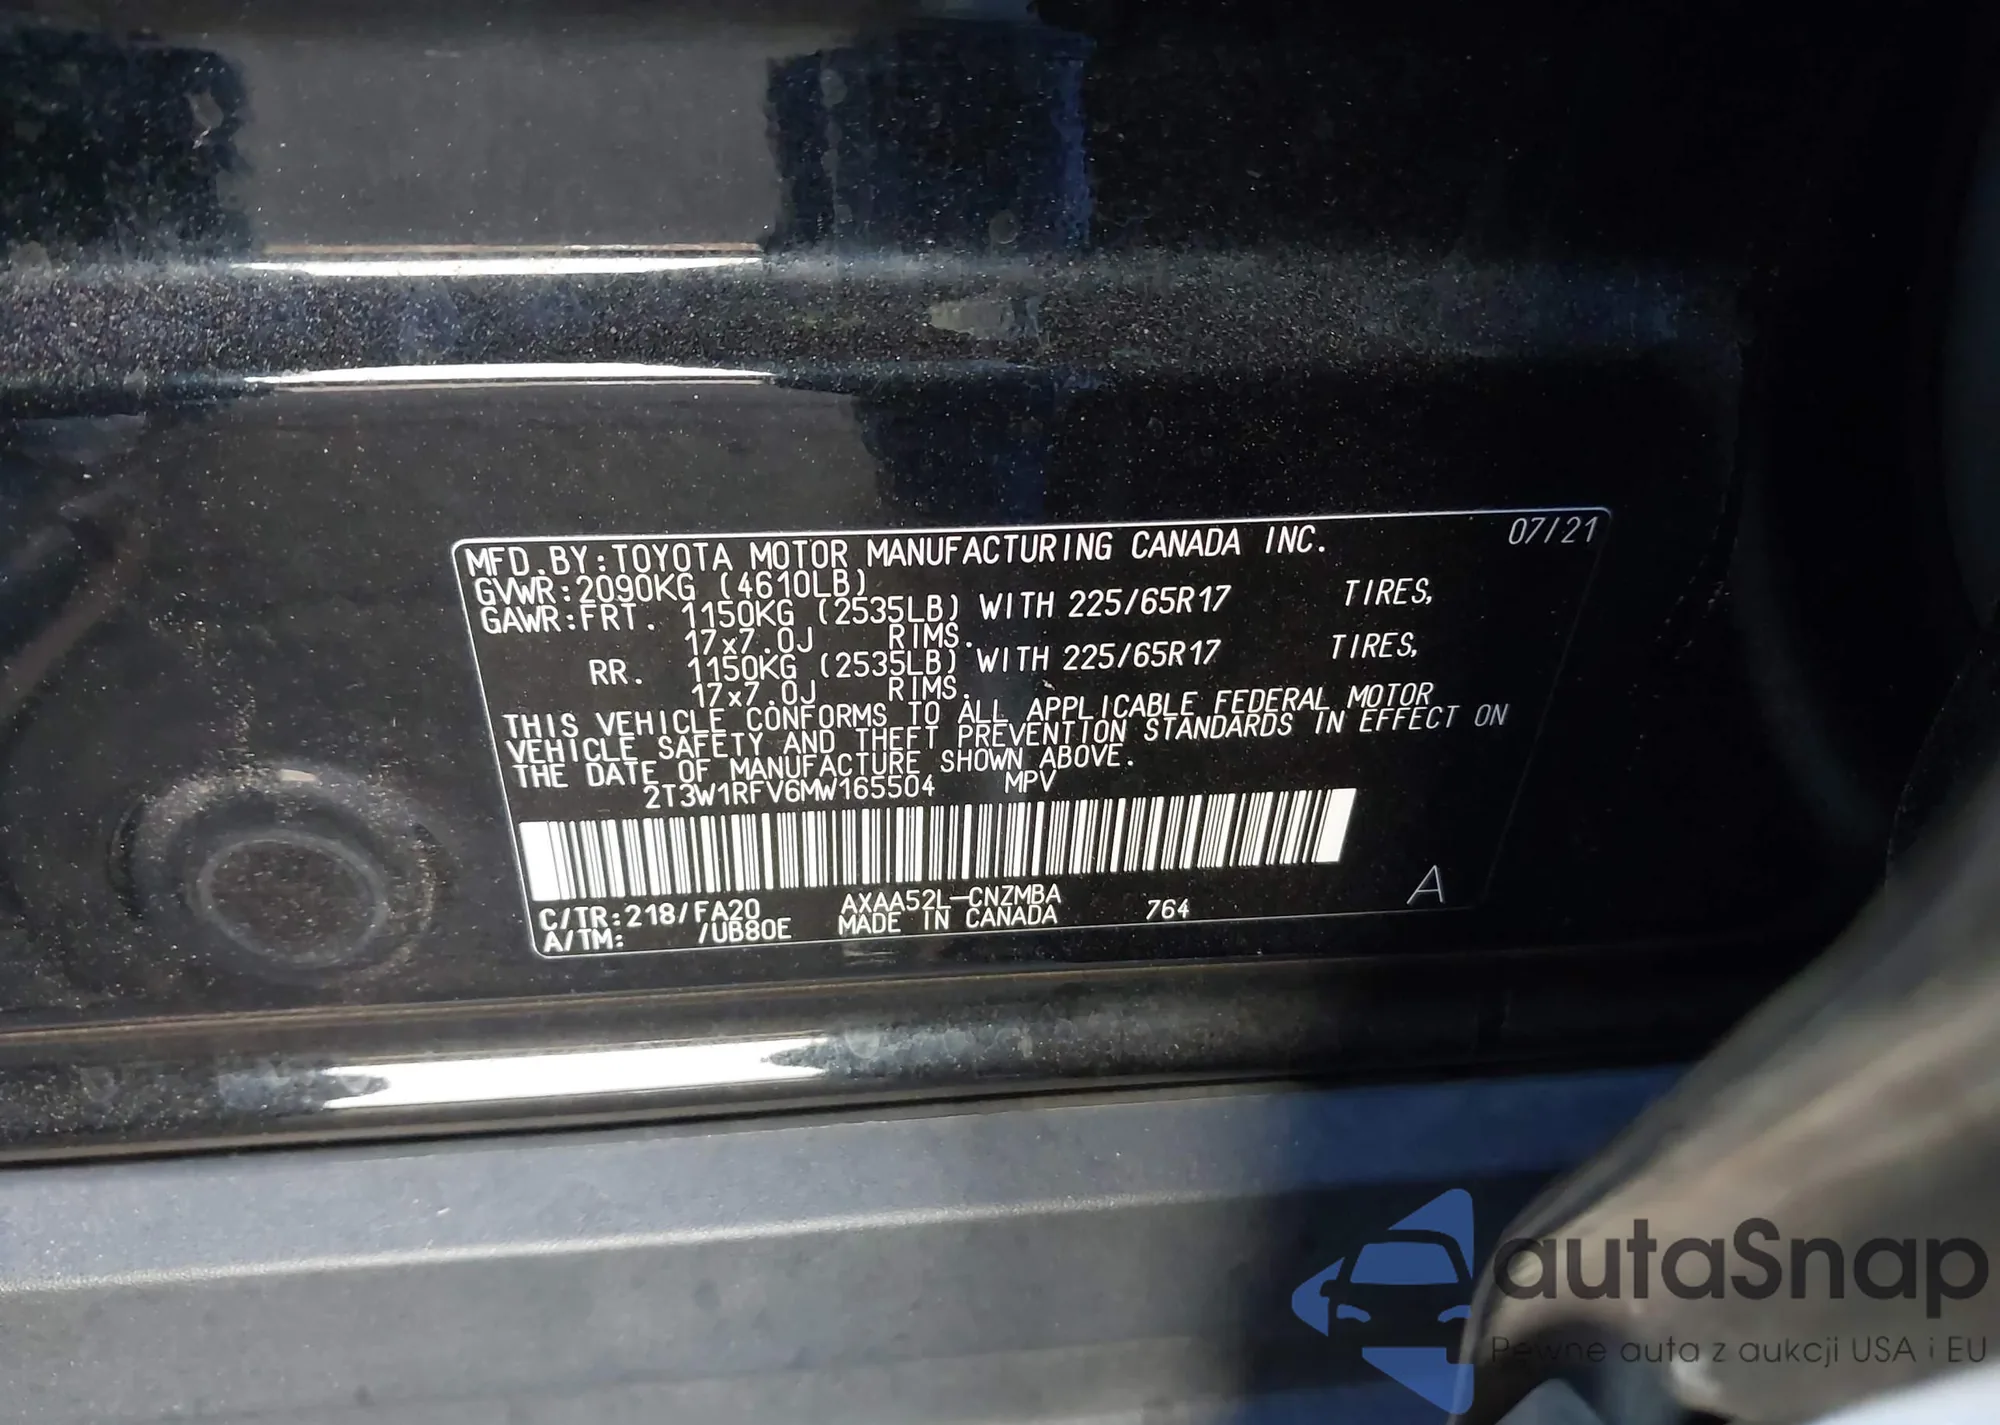 MFD.BY:TOYOTA MOTOR MANUFACTURING CANADA INC. 07/21
GVWR:2090KG (4610LB)
GAWR:FRT. 1150KG (2535LB) WITH 225/65R17 TIRES,
17x7.0J RIMS.
RR. 1150KG (2535LB) WITH 225/65R17 TIRES,
17x7.0J RIMS.
THIS VEHICLE CONFORMS TO ALL APPLICABLE FEDERAL MOTOR
VEHICLE SAFETY AND THEFT PREVENTION STANDARDS IN EFFECT ON
THE DATE OF MANUFACTURE SHOWN ABOVE.
2T3W1RFV6MW165504 MPV
C/TR:218/FA20 AXAA52L-CNZMBA
A/TM: /UB80E MADE IN CANADA 764 A
autaSnap
Pewne auta z aukcji USA i EU